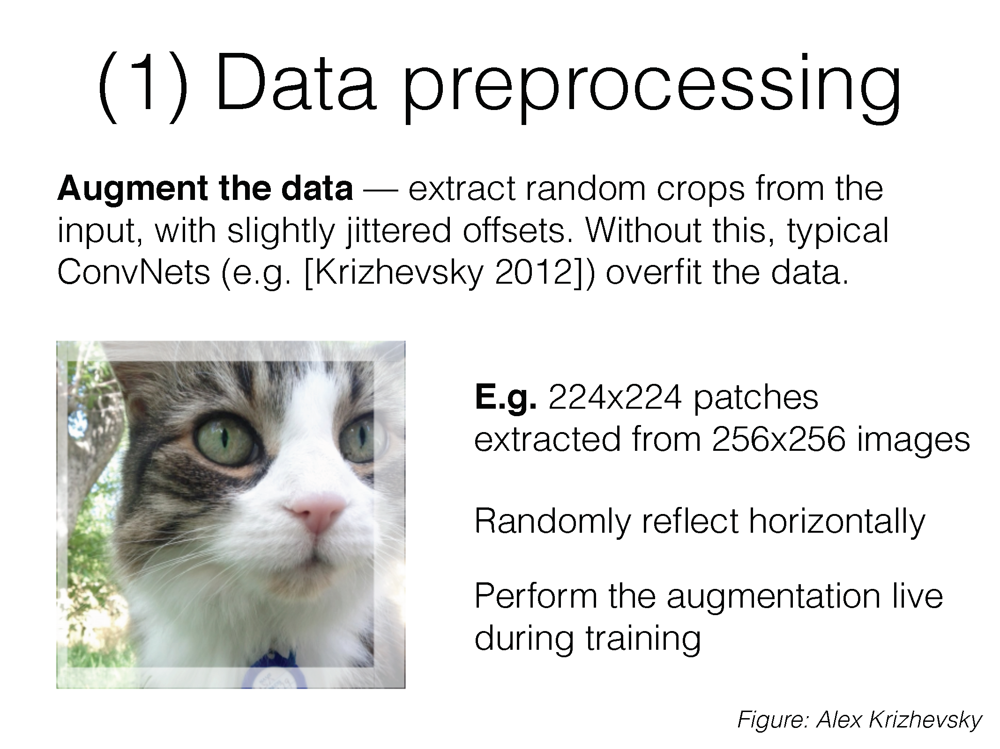 (1) Data preprocessing
Augment the data — extract random crops from the
input, with slightly jittered offsets. Without this, typical
ConvNets (e.g. [Krizhevsky 2012]) overfit the data.
E.g. 224x224 patches
extracted from 256x256 images
Randomly reflect horizontally
Perform the augmentation live
during training
Figure: Alex Krizhevsky